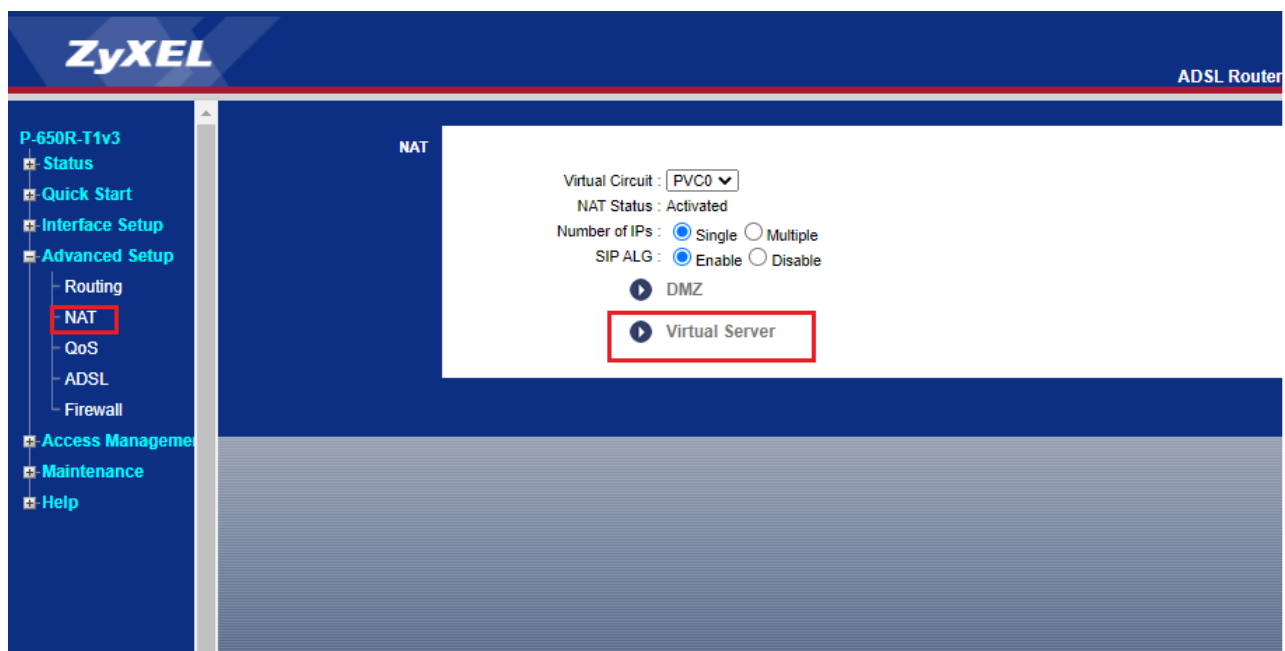 ZyXEL
ADSL Router
P-650R-T1v3
Status
Quick Start
Interface Setup
Advanced Setup
Routing
NAT
QoS
ADSL
Firewall
Access Managemen
Maintenance
Help
NAT
Virtual Circuit : PVC0
NAT Status : Activated
Number of IPs : Single Multiple
SIP ALG : Enable Disable
DMZ
Virtual Server